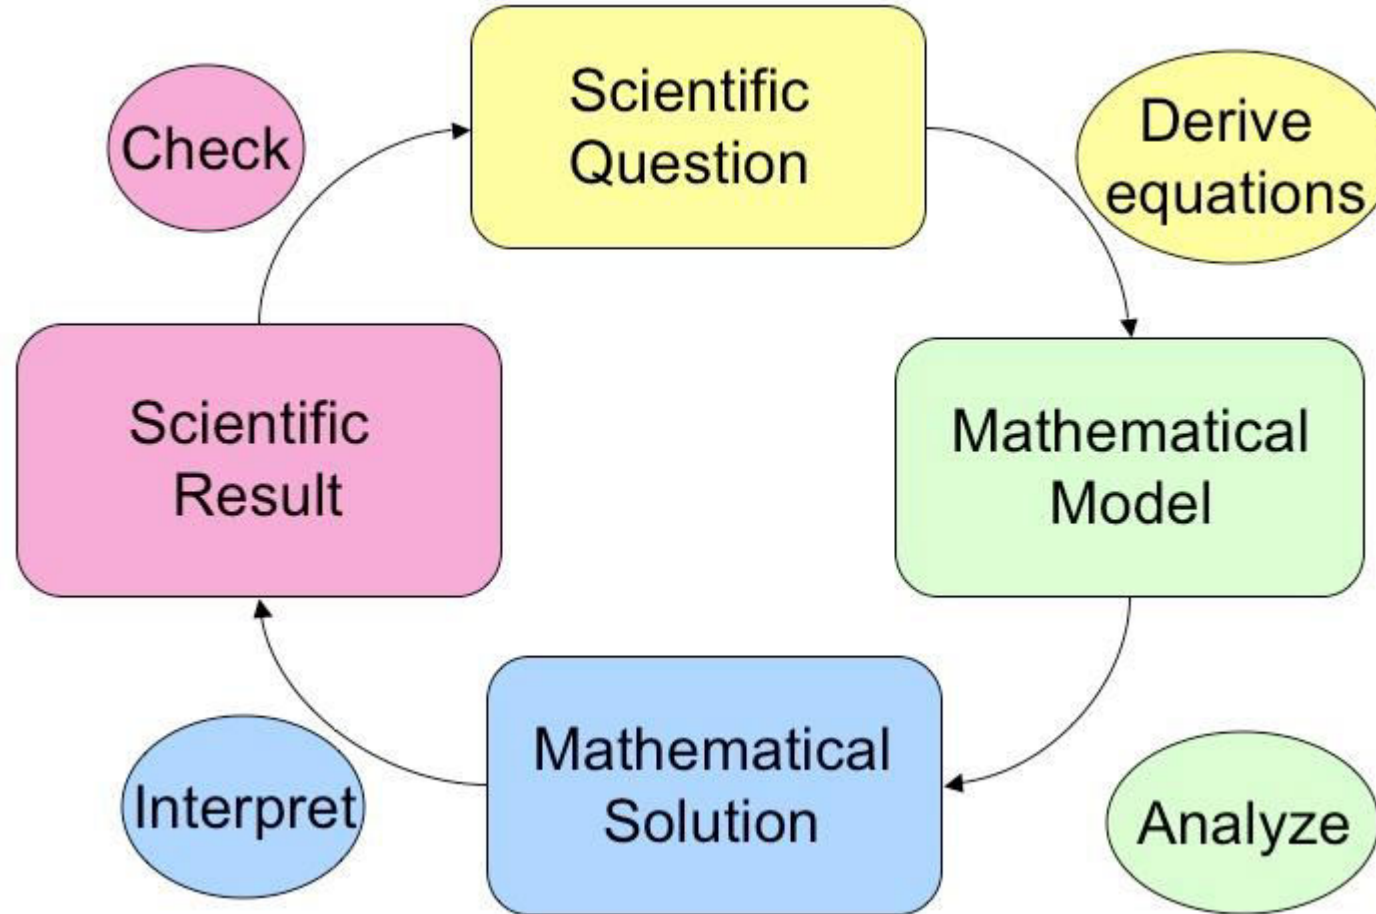 Scientific
Question
Derive
equations
Mathematical
Model
Analyze
Mathematical
Solution
Interpret
Scientific
Result
Check